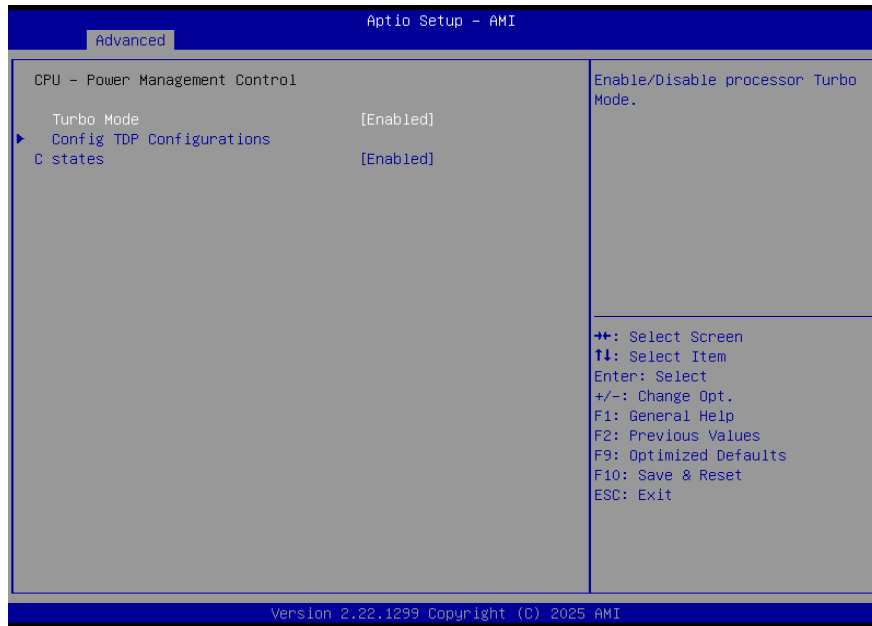 Aptio Setup – AMI
Advanced
CPU – Power Management Control
Turbo Mode [Enabled]
Config TDP Configurations
C states [Enabled]
Enable/Disable processor Turbo
Mode.
→←: Select Screen
↑↓: Select Item
Enter: Select
+/-: Change Opt.
F1: General Help
F2: Previous Values
F9: Optimized Defaults
F10: Save & Reset
ESC: Exit
Version 2.22.1299 Copyright (C) 2025 AMI